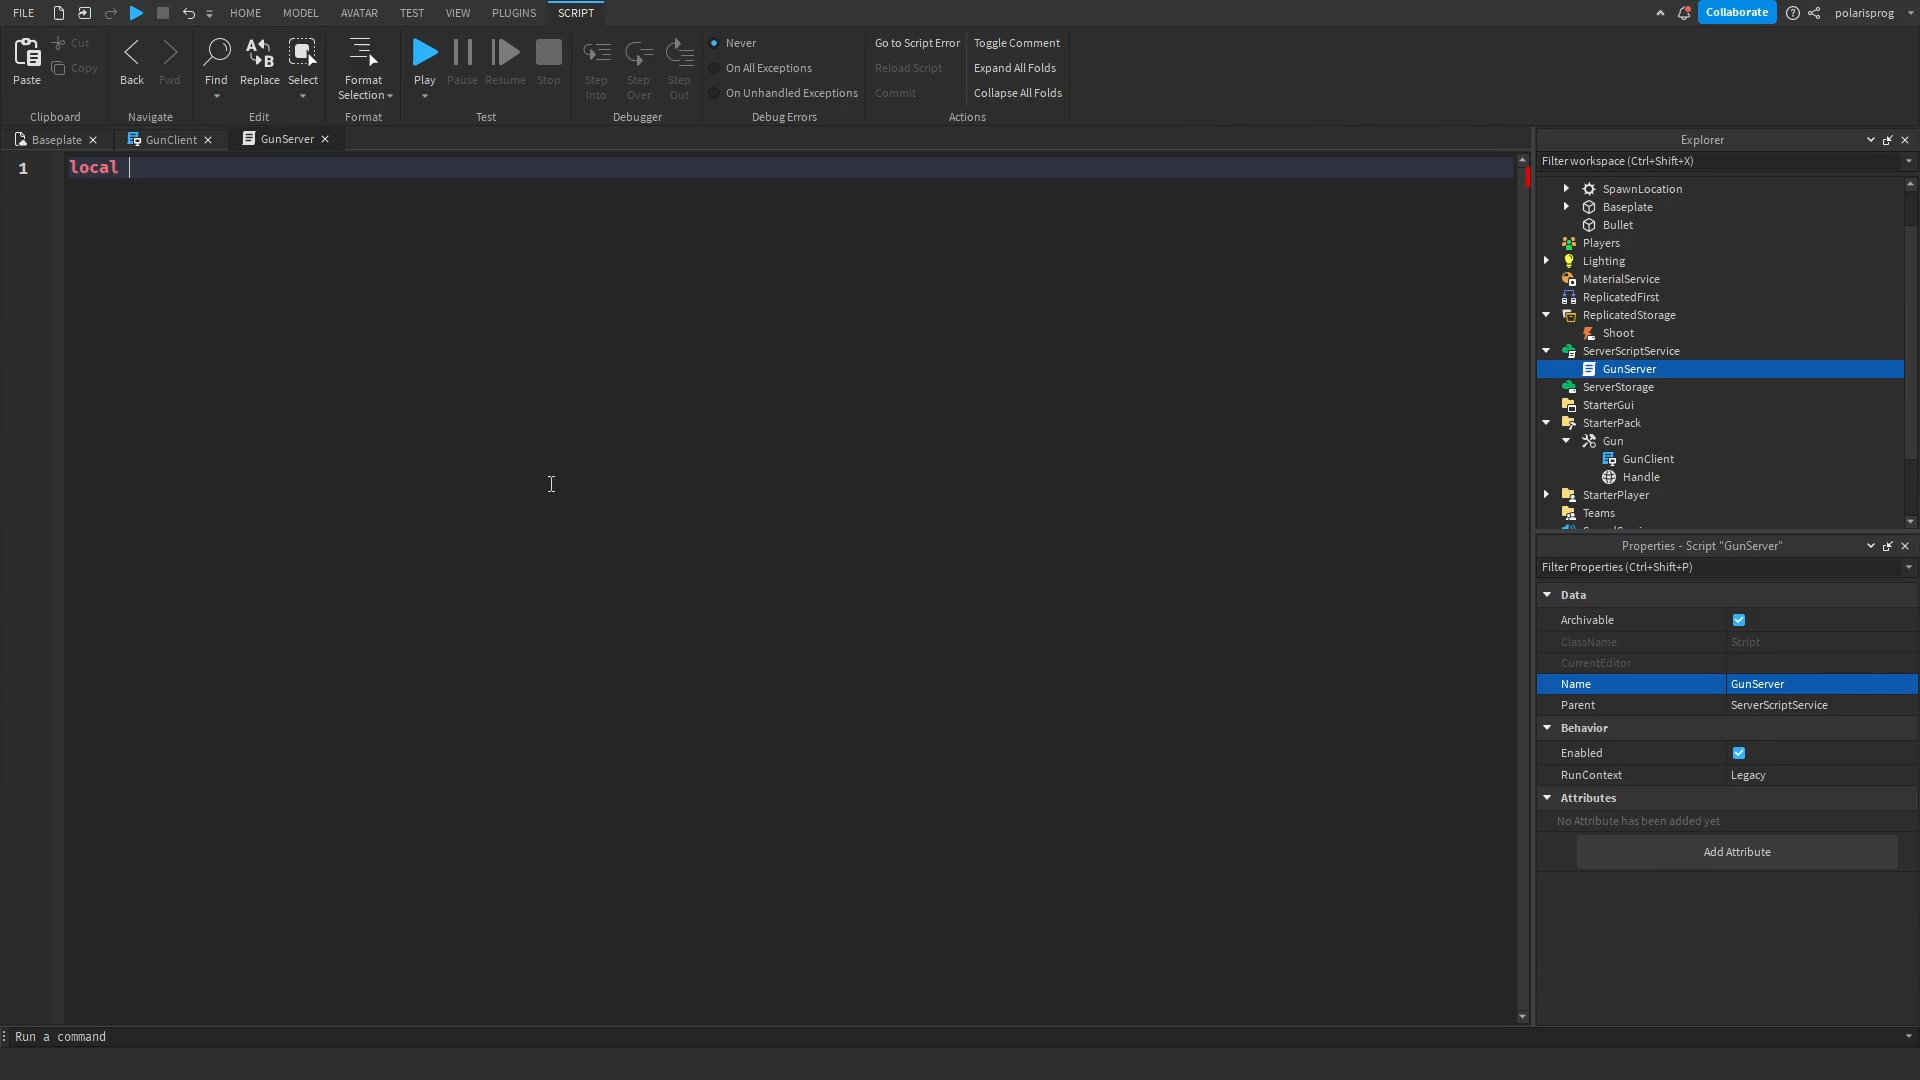 FILE HOME MODEL AVATAR TEST VIEW PLUGINS SCRIPT Collaborate polarisprog
Paste Cut Copy
Clipboard
Back Fwd
Navigate
Find Replace Select
Edit
Format
Selection
Format
Play Pause Resume Stop
Test
Step Into Step Over Step Out
Debugger
Never
On All Exceptions
On Unhandled Exceptions
Debug Errors
Go to Script Error Toggle Comment
Reload Script Expand All Folds
Commit Collapse All Folds
Actions
Baseplate GunClient GunServer
1 local
Explorer
Filter workspace (Ctrl+Shift+X)
SpawnLocation
Baseplate
Bullet
Players
Lighting
MaterialService
ReplicatedFirst
ReplicatedStorage
Shoot
ServerScriptService
GunServer
ServerStorage
StarterGui
StarterPack
Gun
GunClient
Handle
StarterPlayer
Teams
Properties - Script "GunServer"
Filter Properties (Ctrl+Shift+P)
Data
Archivable
ClassName Script
CurrentEditor
Name GunServer
Parent ServerScriptService
Behavior
Enabled
RunContext Legacy
Attributes
No Attribute has been added yet
Add Attribute
Run a command